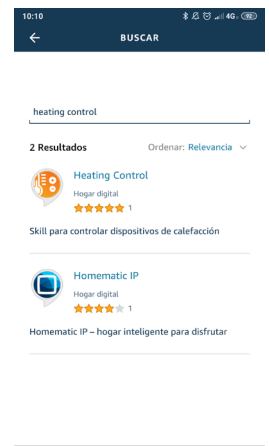 10:10 4G 92
BUSCAR
heating control
2 Resultados Ordenar: Relevancia
Heating Control
Hogar digital
1
Skill para controlar dispositivos de calefacción
Homematic IP
Hogar digital
1
Homematic IP – hogar inteligente para disfrutar